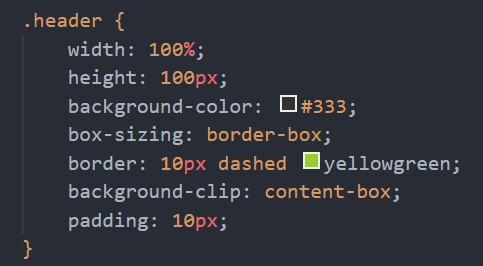 .header {
    width: 100%;
    height: 100px;
    background-color: #333;
    box-sizing: border-box;
    border: 10px dashed yellowgreen;
    background-clip: content-box;
    padding: 10px;
}